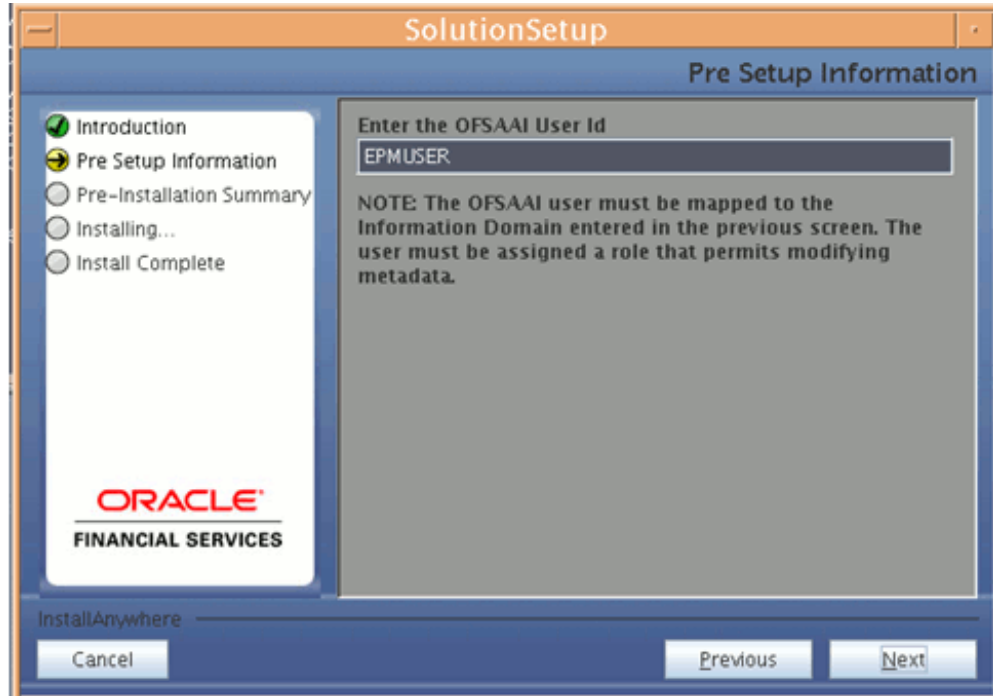 SolutionSetup
Pre Setup Information
Introduction
Pre Setup Information
Pre-Installation Summary
Installing...
Install Complete
ORACLE
FINANCIAL SERVICES
Enter the OFSAAI User Id
EPMUSER
NOTE: The OFSAAI user must be mapped to the
Information Domain entered in the previous screen. The
user must be assigned a role that permits modifying
metadata.
InstallAnywhere
Cancel
Previous
Next